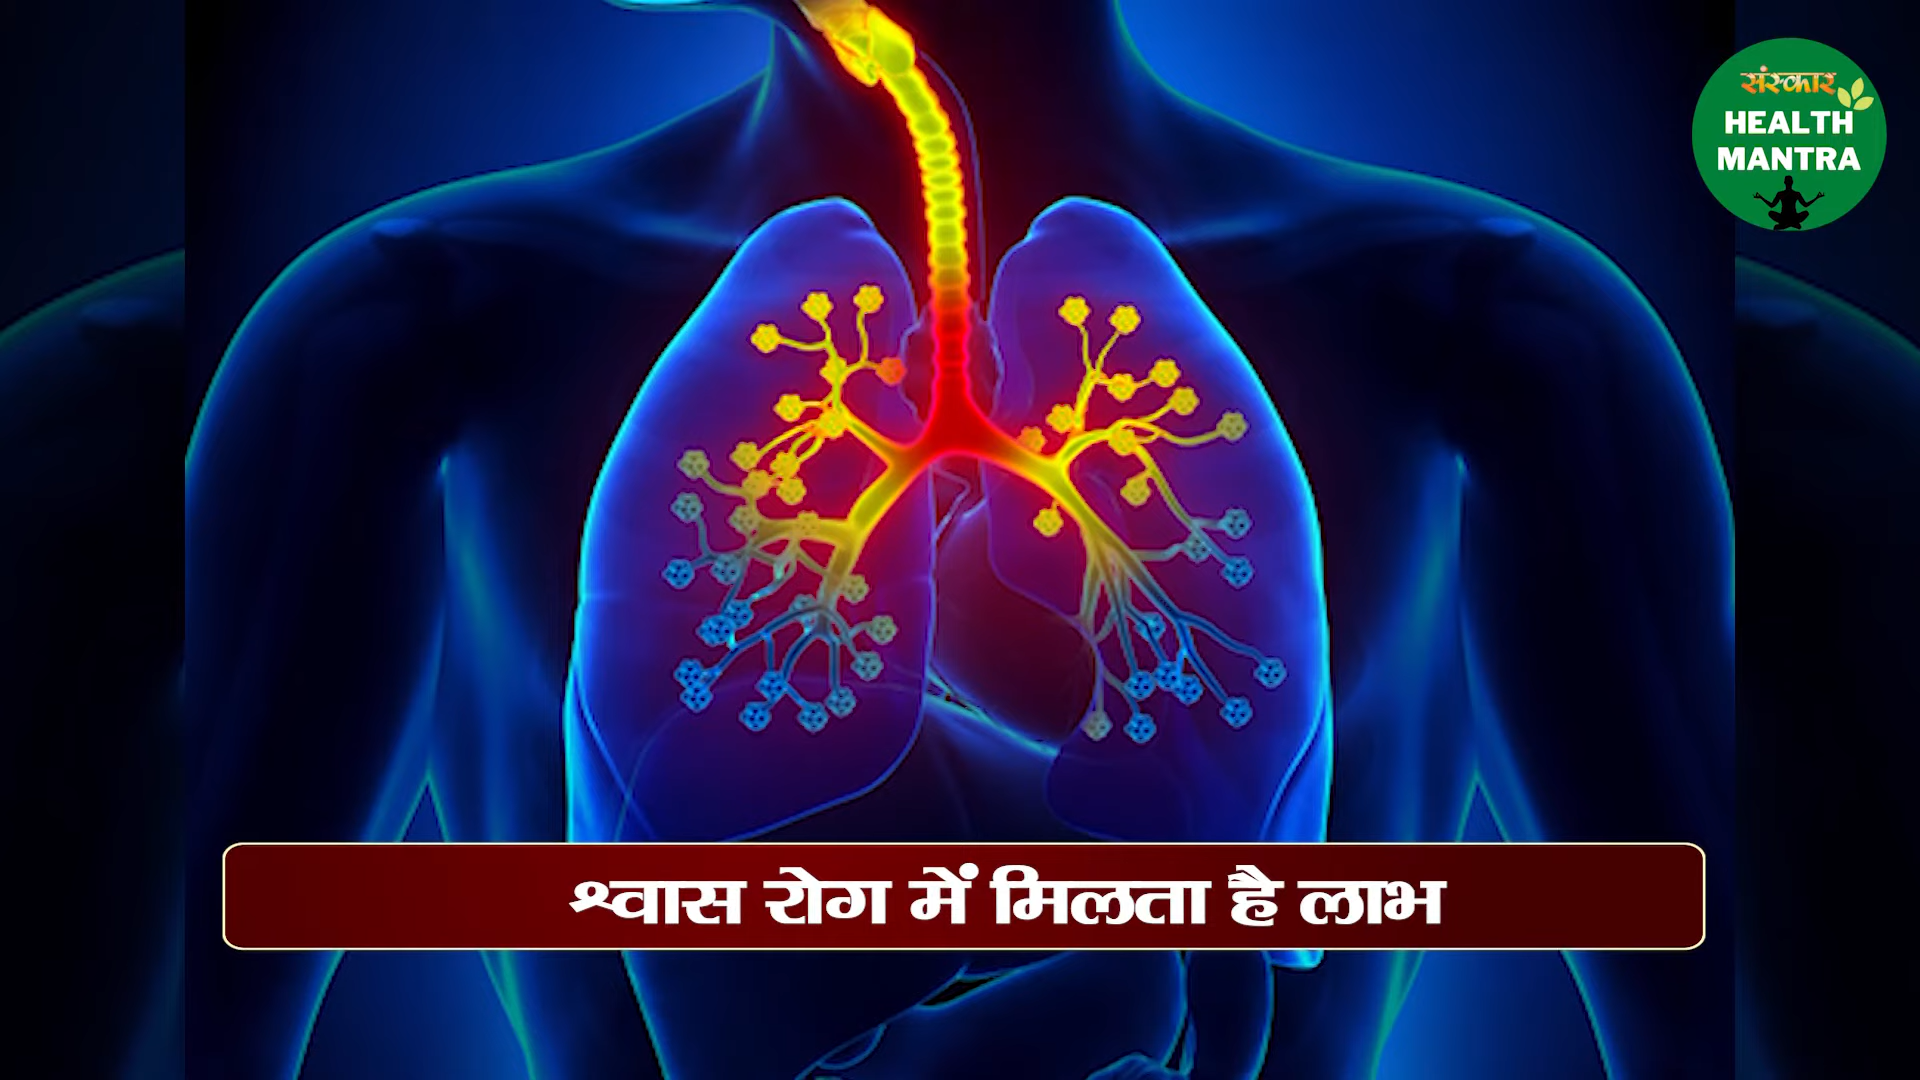 संस्कार
HEALTH
MANTRA
श्वास रोग में मिलता है लाभ